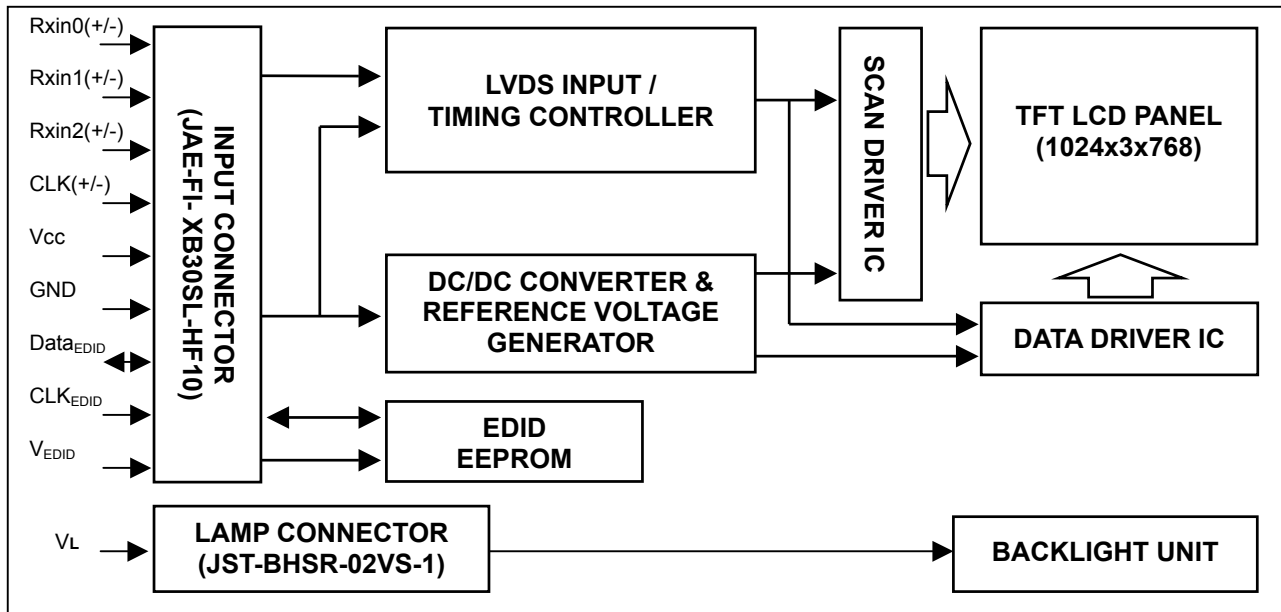 Rxin0(+/-)
Rxin1(+/-)
Rxin2(+/-)
CLK(+/-)
Vcc
GND
DataEDID
CLKEDID
VEDID
VL
INPUT CONNECTOR
(JAE-FI- XB30SL-HF10)
LVDS INPUT /
TIMING CONTROLLER
DC/DC CONVERTER &
REFERENCE VOLTAGE
GENERATOR
EDID
EEPROM
SCAN DRIVER IC
TFT LCD PANEL
(1024x3x768)
DATA DRIVER IC
LAMP CONNECTOR
(JST-BHSR-02VS-1)
BACKLIGHT UNIT